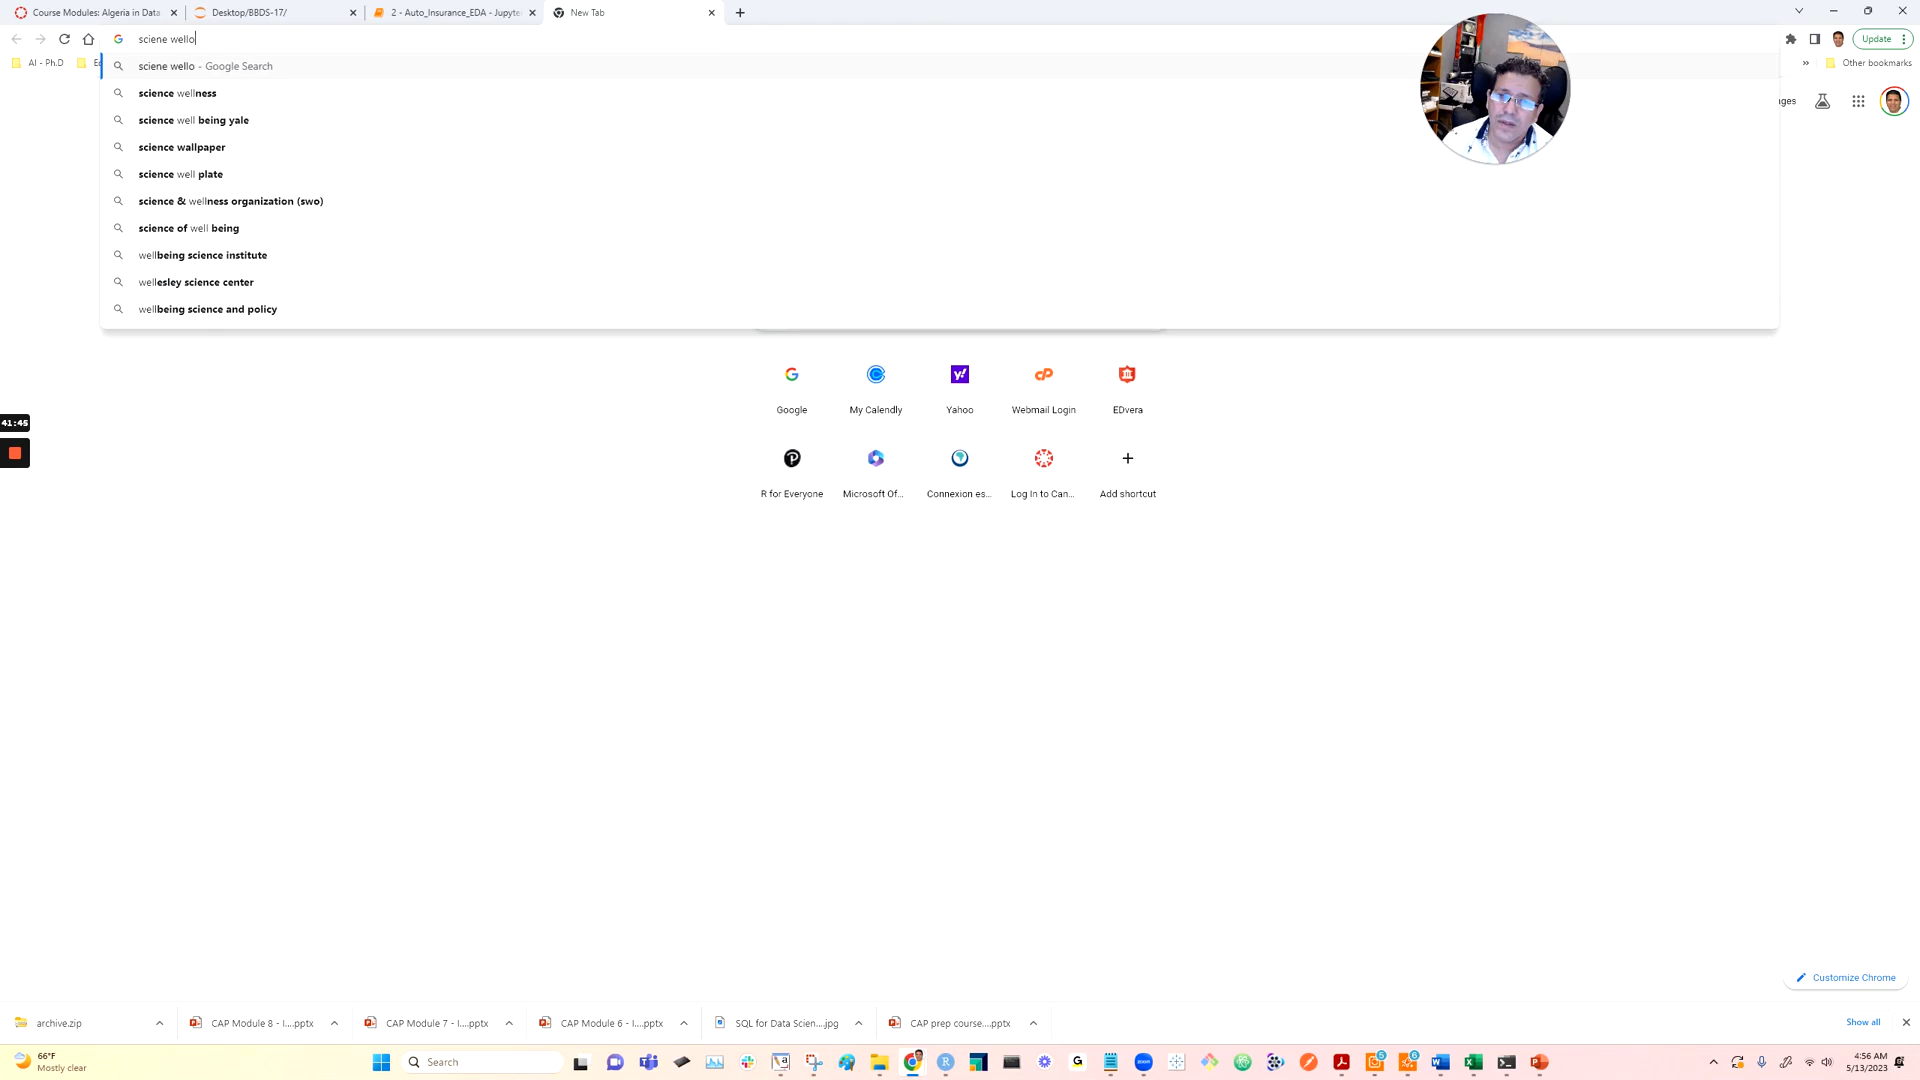 Course Modules: Algeria in Data
Desktop/BBDS-17/
2 - Auto_Insurance_EDA - Jupyte
New Tab
sciene wello
Update
AI - Ph.D
Other bookmarks
sciene wello - Google Search
science wellness
science well being yale
science wallpaper
science well plate
science & wellness organization (swo)
science of well being
wellbeing science institute
wellesley science center
wellbeing science and policy
ges
Google
My Calendly
Yahoo
Webmail Login
EDvera
41:45
R for Everyone
Microsoft Of...
Connexion es...
Log In to Can...
Add shortcut
Customize Chrome
archive.zip
CAP Module 8 - I....pptx
CAP Module 7 - I....pptx
CAP Module 6 - I....pptx
SQL for Data Scien....jpg
CAP prep course....pptx
Show all
66°F
Mostly clear
Search
4:56 AM
5/13/2023